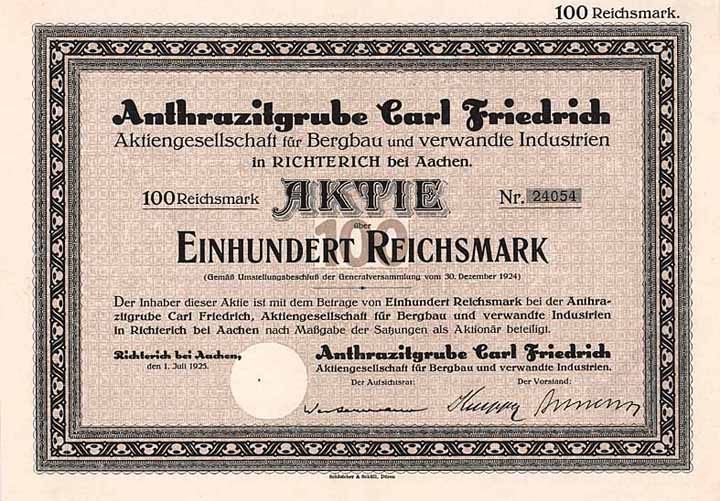 100 Reichsmark.
Anthrazitgrube Carl Friedrich
Aktiengesellschaft für Bergbau und verwandte Industrien
in RICHTERICH bei Aachen.
100 Reichsmark AKTIE Nr. 24054
über
100
EINHUNDERT REICHSMARK
(Gemäß Umstellungsbeschluß der Generalversammlung vom 30. Dezember 1924)
Der Inhaber dieser Aktie ist mit dem Betrage von Einhundert Reichsmark bei der Anthra-
zitgrube Carl Friedrich, Aktiengesellschaft für Bergbau und verwandte Industrien
in Richterich bei Aachen nach Maßgabe der Satzungen als Aktionär beteiligt.
Richterich bei Aachen,
den 1. Juli 1925.
Anthrazitgrube Carl Friedrich
Aktiengesellschaft für Bergbau und verwandte Industrien.
Der Aufsichtsrat: Der Vorstand:
Schleicher & Schüll, Düren